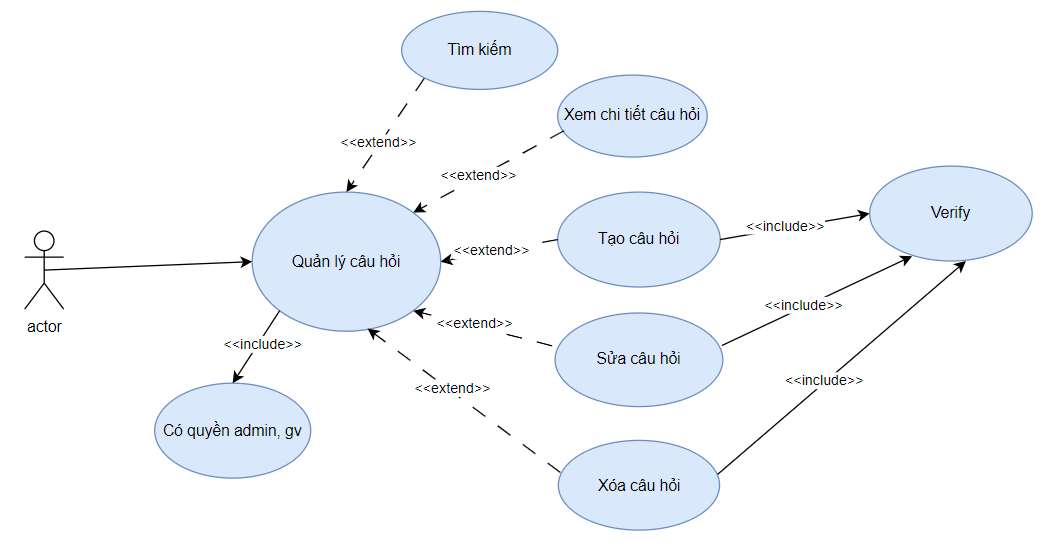 Tìm kiếm
<<extend>>
Xem chi tiết câu hỏi
<<extend>>
Verify
Tạo câu hỏi
<<include>>
<<extend>>
Quản lý câu hỏi
<<include>>
actor
<<extend>>
<<include>>
Sửa câu hỏi
<<include>>
<<extend>>
Có quyền admin, gv
Xóa câu hỏi